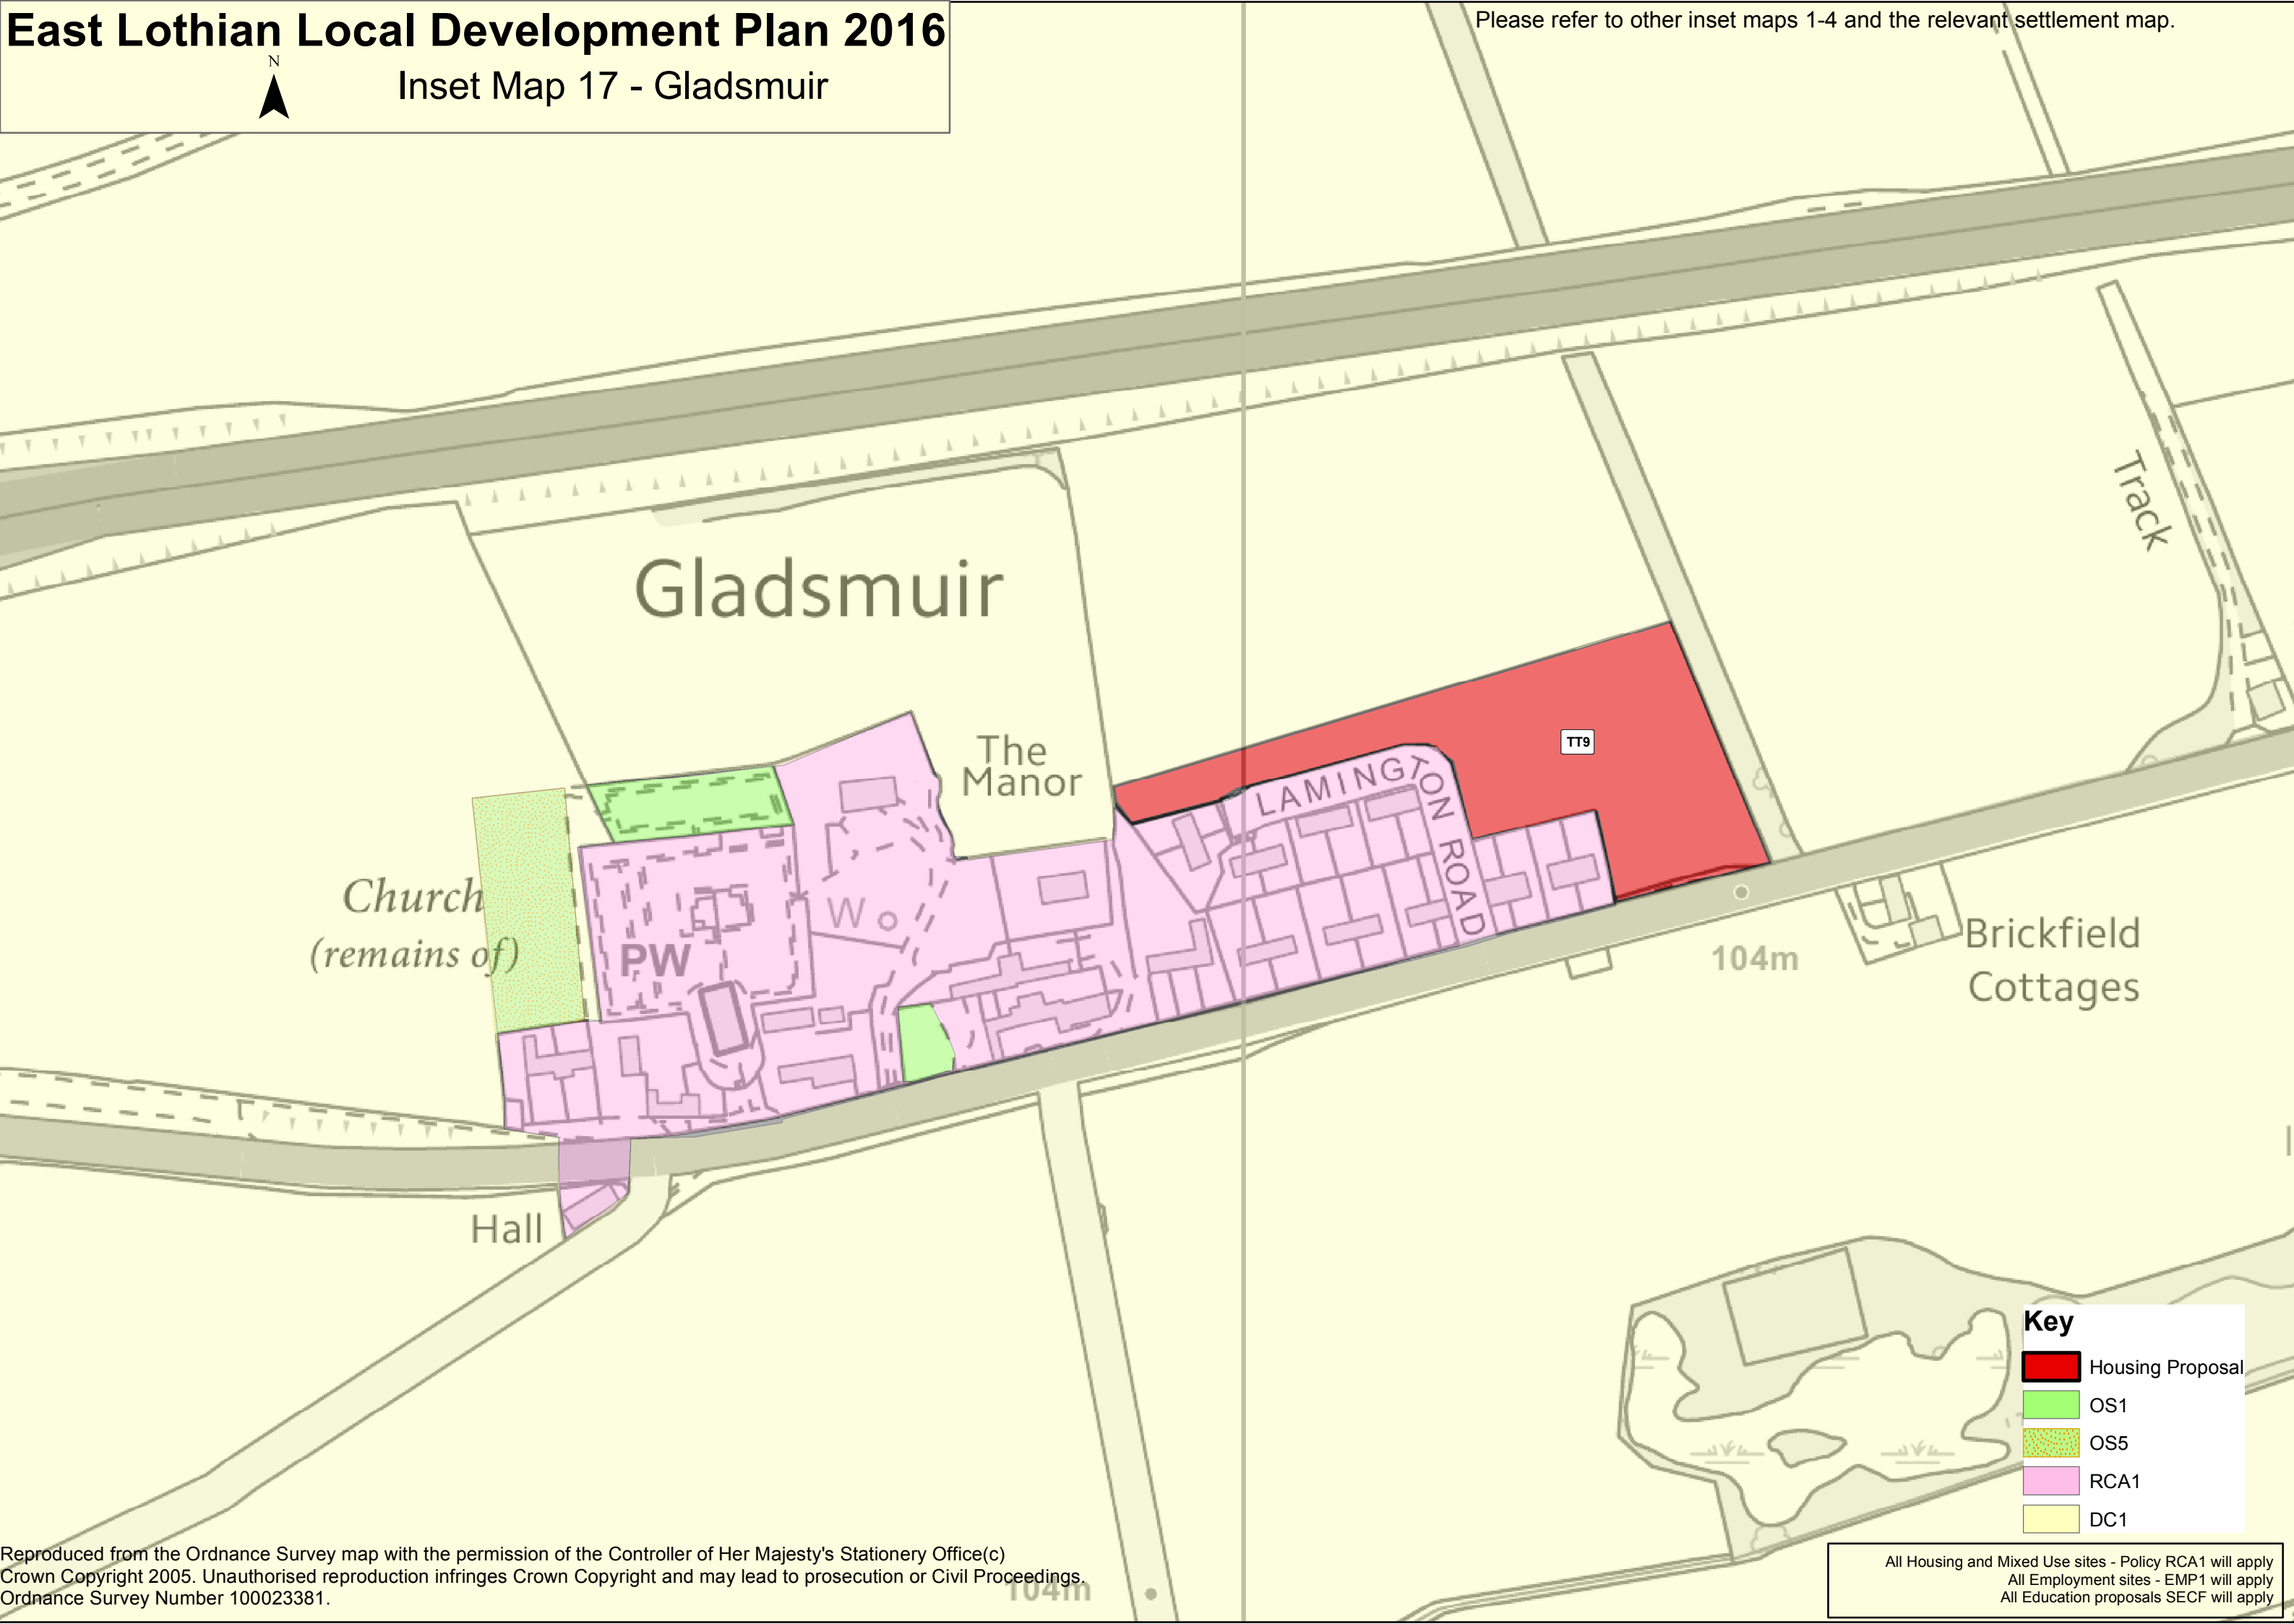 East Lothian Local Development Plan 2016
N
Inset Map 17 - Gladsmuir
Please refer to other inset maps 1-4 and the relevant settlement map.
Track
Gladsmuir
The
Manor
TT9
LAMINGTON ROAD
Church
(remains of)
W
PW
104m
Brickfield
Cottages
Hall
Key
Housing Proposal
OS1
OS5
RCA1
DC1
Reproduced from the Ordnance Survey map with the permission of the Controller of Her Majesty's Stationery Office(c)
Crown Copyright 2005. Unauthorised reproduction infringes Crown Copyright and may lead to prosecution or Civil Proceedings.
Ordnance Survey Number 100023381.
104m
All Housing and Mixed Use sites - Policy RCA1 will apply
All Employment sites - EMP1 will apply
All Education proposals SECF will apply